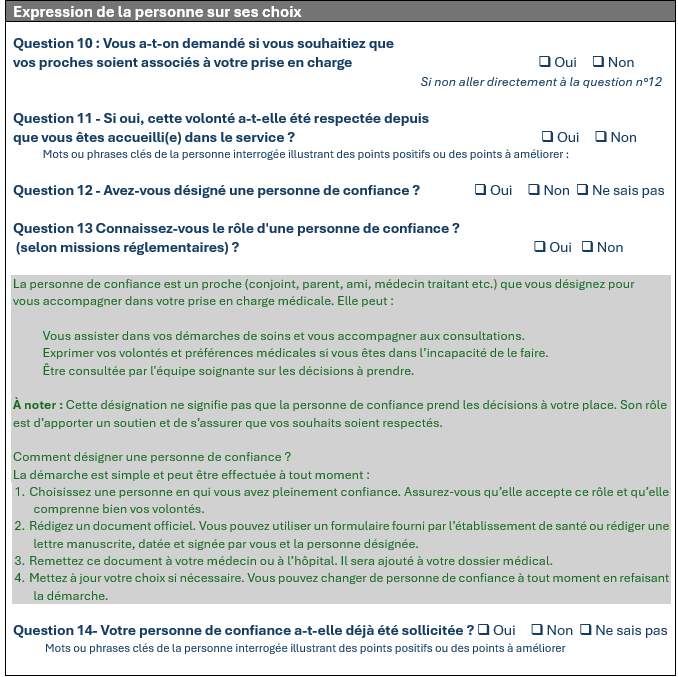 Expression de la personne sur ses choix
Question 10 : Vous a-t-on demandé si vous souhaitiez que
vos proches soient associés à votre prise en charge ❑ Oui ❑ Non
Si non aller directement à la question n°12
Question 11 - Si oui, cette volonté a-t-elle été respectée depuis
que vous êtes accueilli(e) dans le service ? ❑ Oui ❑ Non
Mots ou phrases clés de la personne interrogée illustrant des points positifs ou des points à améliorer :
Question 12 - Avez-vous désigné une personne de confiance ? ❑ Oui ❑ Non ❑ Ne sais pas
Question 13 Connaissez-vous le rôle d'une personne de confiance ?
(selon missions réglementaires) ? ❑ Oui ❑ Non
La personne de confiance est un proche (conjoint, parent, ami, médecin traitant etc.) que vous désignez pour
vous accompagner dans votre prise en charge médicale. Elle peut :
Vous assister dans vos démarches de soins et vous accompagner aux consultations.
Exprimer vos volontés et préférences médicales si vous êtes dans l’incapacité de le faire.
Être consultée par l’équipe soignante sur les décisions à prendre.
À noter : Cette désignation ne signifie pas que la personne de confiance prend les décisions à votre place. Son rôle
est d’apporter un soutien et de s’assurer que vos souhaits soient respectés.
Comment désigner une personne de confiance ?
La démarche est simple et peut être effectuée à tout moment :
1. Choisissez une personne en qui vous avez pleinement confiance. Assurez-vous qu’elle accepte ce rôle et qu’elle
comprenne bien vos volontés.
2. Rédigez un document officiel. Vous pouvez utiliser un formulaire fourni par l’établissement de santé ou rédiger une
lettre manuscrite, datée et signée par vous et la personne désignée.
3. Remettez ce document à votre médecin ou à l’hôpital. Il sera ajouté à votre dossier médical.
4. Mettez à jour votre choix si nécessaire. Vous pouvez changer de personne de confiance à tout moment en refaisant
la démarche.
Question 14- Votre personne de confiance a-t-elle déjà été sollicitée ? ❑ Oui ❑ Non ❑ Ne sais pas
Mots ou phrases clés de la personne interrogée illustrant des points positifs ou des points à améliorer